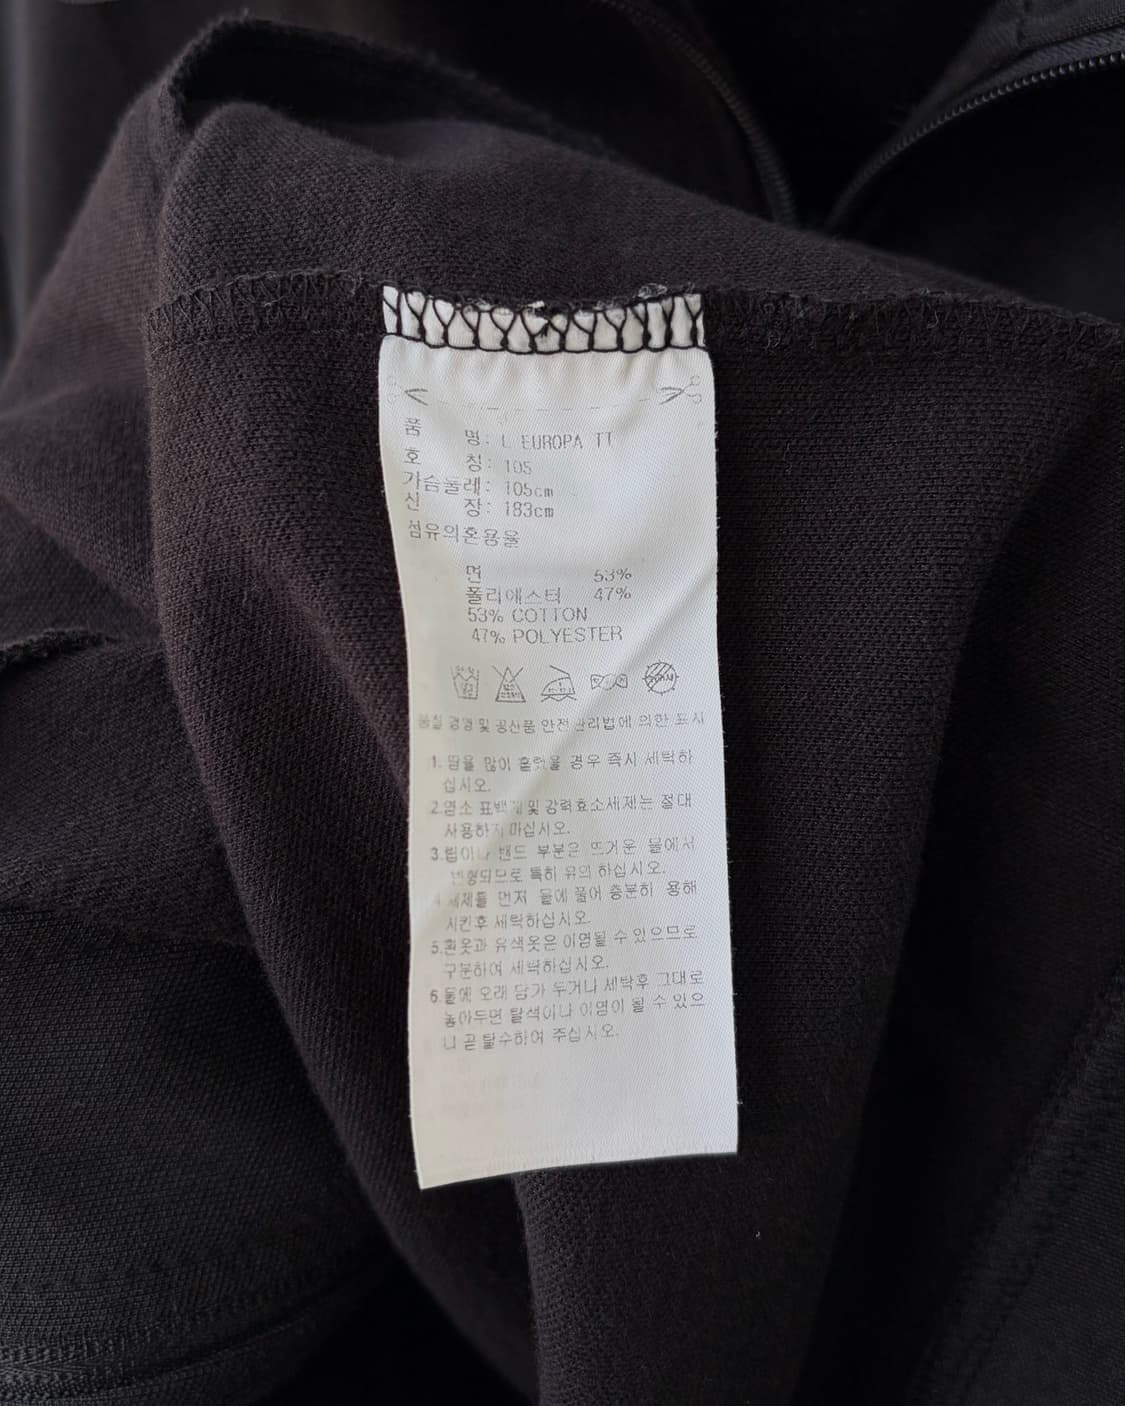 품 명: L EUROPA TT
호 칭: 105
가슴둘레: 105cm
신 장: 183cm
섬유의혼용율
면 53%
폴리에스터 47%
53% COTTON
47% POLYESTER
품질 경영 및 공산품 안전 관리법에 의한 표시
1. 땀을 많이 흘렸을 경우 즉시 세탁하
십시오.
2.염소 표백제 및 강력효소세제는 절대
사용하지 마십시오.
3.립이나 밴드 부분은 뜨거운 물에서
변형되므로 특히 유의 하십시오.
4.세제를 먼저 물에 풀어 충분히 용해
시킨후 세탁하십시오.
5.흰옷과 유색옷은 이염될 수 있으므로
구분하여 세탁하십시오.
6.물에 오래 담가 두거나 세탁후 그대로
놓아두면 탈색이나 이염이 될 수 있으
니 곧 탈수하여 주십시오.